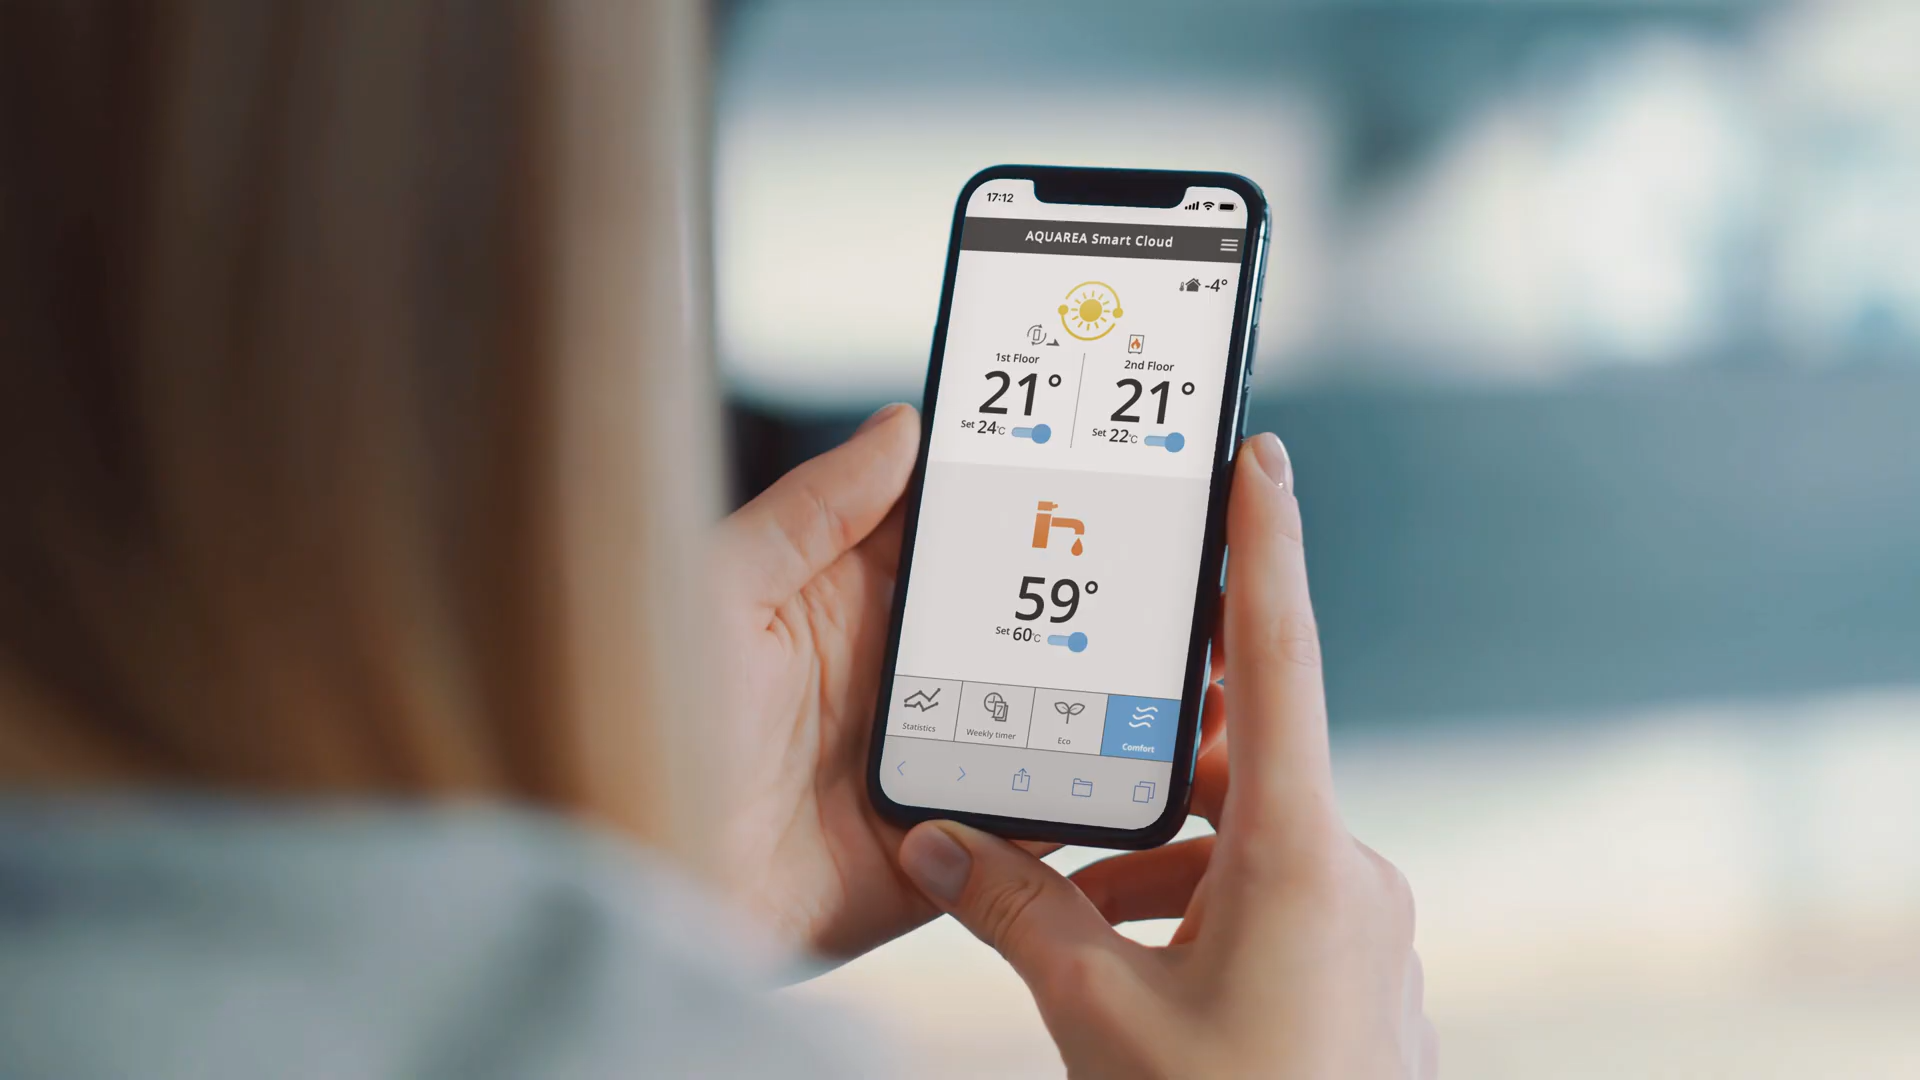 17:12
AQUAREA Smart Cloud
-4°
1st Floor
21°
Set 24°C
2nd Floor
21°
Set 22°C
59°
Set 60°C
Statistics
7
Weekly timer
Eco
Comfort